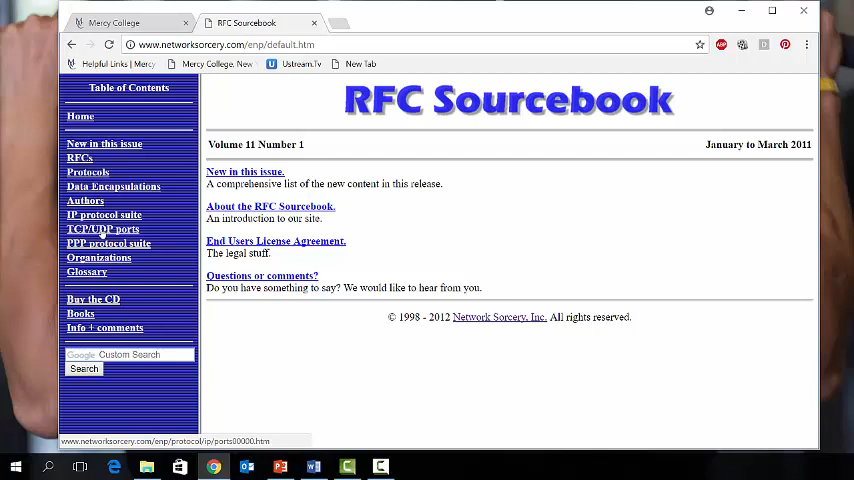 Mercy College
RFC Sourcebook
www.networksorcery.com/enp/default.htm
ABP
D
Helpful Links | Mercy
Mercy College, New
U Ustream.Tv
New Tab
Table of Contents
Home
New in this issue
RFCs
Protocols
Data Encapsulations
Authors
IP protocol suite
TCP/UDP ports
PPP protocol suite
Organizations
Glossary
Buy the CD
Books
Info + comments
Google Custom Search
Search
RFC Sourcebook
Volume 11 Number 1 January to March 2011
New in this issue.
A comprehensive list of the new content in this release.
About the RFC Sourcebook.
An introduction to our site.
End Users License Agreement.
The legal stuff.
Questions or comments?
Do you have something to say? We would like to hear from you.
© 1998 - 2012 Network Sorcery, Inc. All rights reserved.
www.networksorcery.com/enp/protocol/ip/ports00000.htm